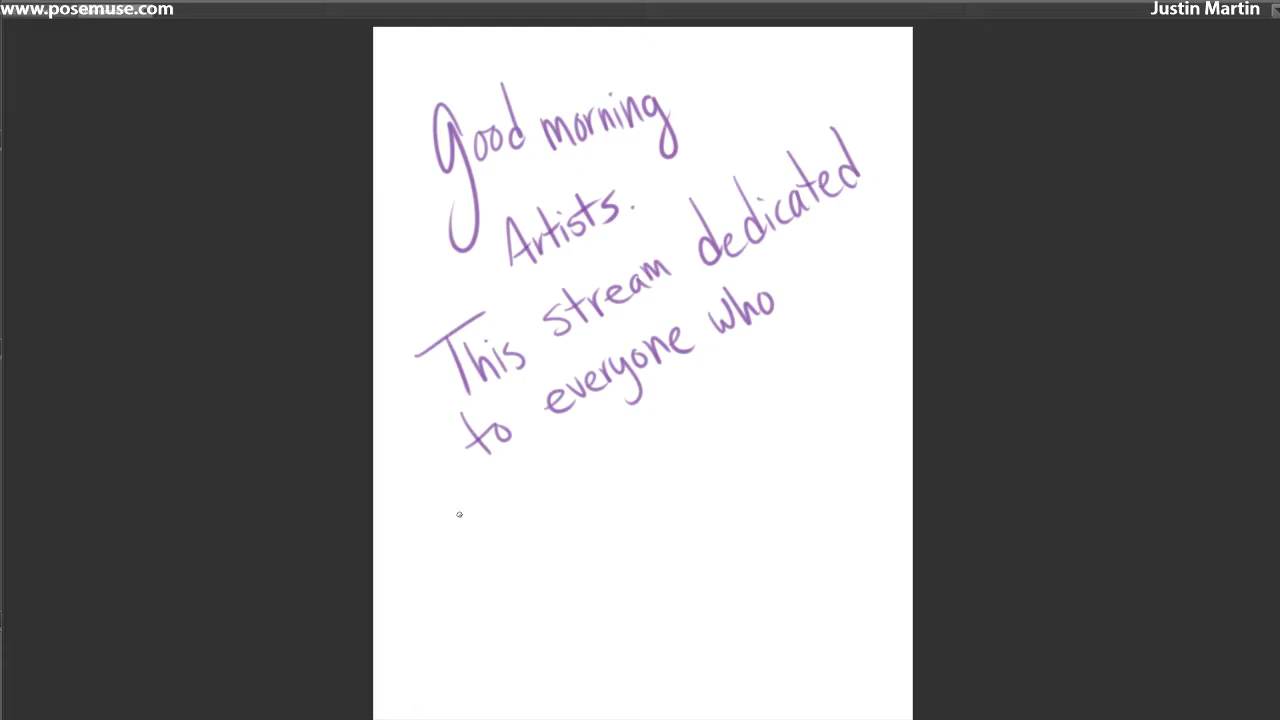 www.posemuse.com
Justin Martin
Good morning
Artists.
This stream dedicated
to everyone who